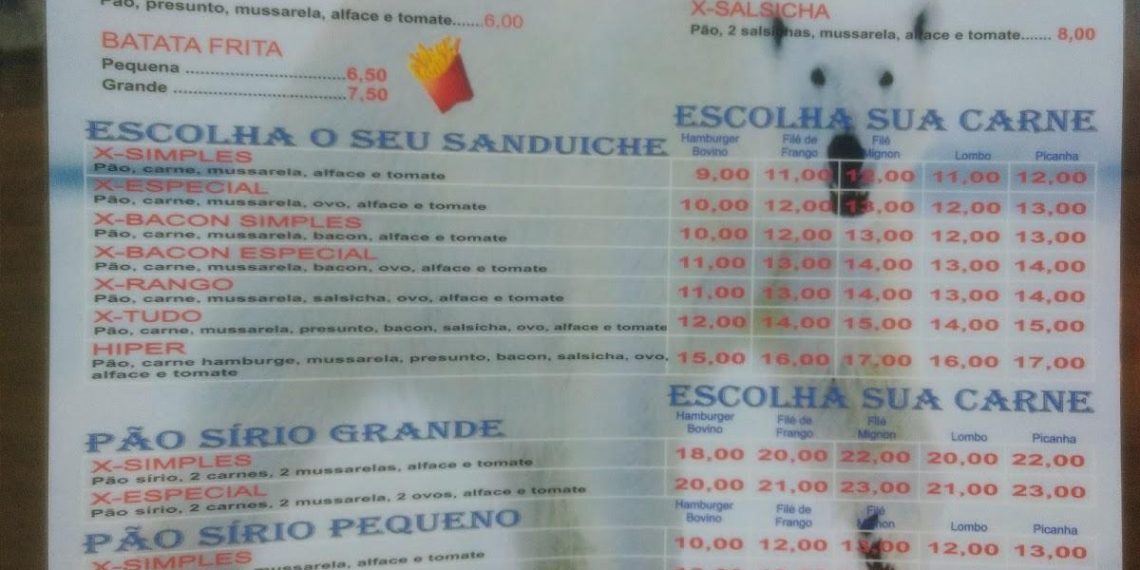 Pão, presunto, mussarela, alface e tomate.......6,00
BATATA FRITA
Pequena ................................6,50
Grande ..................................7,50
X-SALSICHA
Pão, 2 salsichas, mussarela, alface e tomate....... 8,00
ESCOLHA O SEU SANDUICHE
ESCOLHA SUA CARNE
Hamburger Bovino Filé de Frango Filé Mignon Lombo Picanha
X-SIMPLES
Pão, carne, mussarela, alface e tomate 9,00 11,00 12,00 11,00 12,00
X-ESPECIAL
Pão, carne, mussarela, ovo, alface e tomate 10,00 12,00 13,00 12,00 13,00
X-BACON SIMPLES
Pão, carne, mussarela, bacon, alface e tomate 10,00 12,00 13,00 12,00 13,00
X-BACON ESPECIAL
Pão, carne, mussarela, bacon, ovo, alface e tomate 11,00 13,00 14,00 13,00 14,00
X-RANGO
Pão, carne, mussarela, salsicha, ovo, alface e tomate 11,00 13,00 14,00 13,00 14,00
X-TUDO
Pão, carne, mussarela, presunto, bacon, salsicha, ovo, alface e tomate 12,00 14,00 15,00 14,00 15,00
HIPER
Pão, carne hamburge, mussarela, presunto, bacon, salsicha, ovo, 15,00 16,00 17,00 16,00 17,00
alface e tomate
ESCOLHA SUA CARNE
PÃO SÍRIO GRANDE
Hamburger Bovino Filé de Frango Filé Mignon Lombo Picanha
X-SIMPLES
Pão sírio, 2 carnes, 2 mussarelas, alface e tomate 18,00 20,00 22,00 20,00 22,00
X-ESPECIAL
Pão sírio, 2 carnes, 2 mussarela, 2 ovos, alface e tomate 20,00 21,00 23,00 21,00 23,00
PÃO SÍRIO PEQUENO
Hamburger Bovino Filé de Frango Filé Mignon Lombo Picanha
X-SIMPLES
mussarela, alface e tomate 10,00 12,00 13,00 12,00 13,00